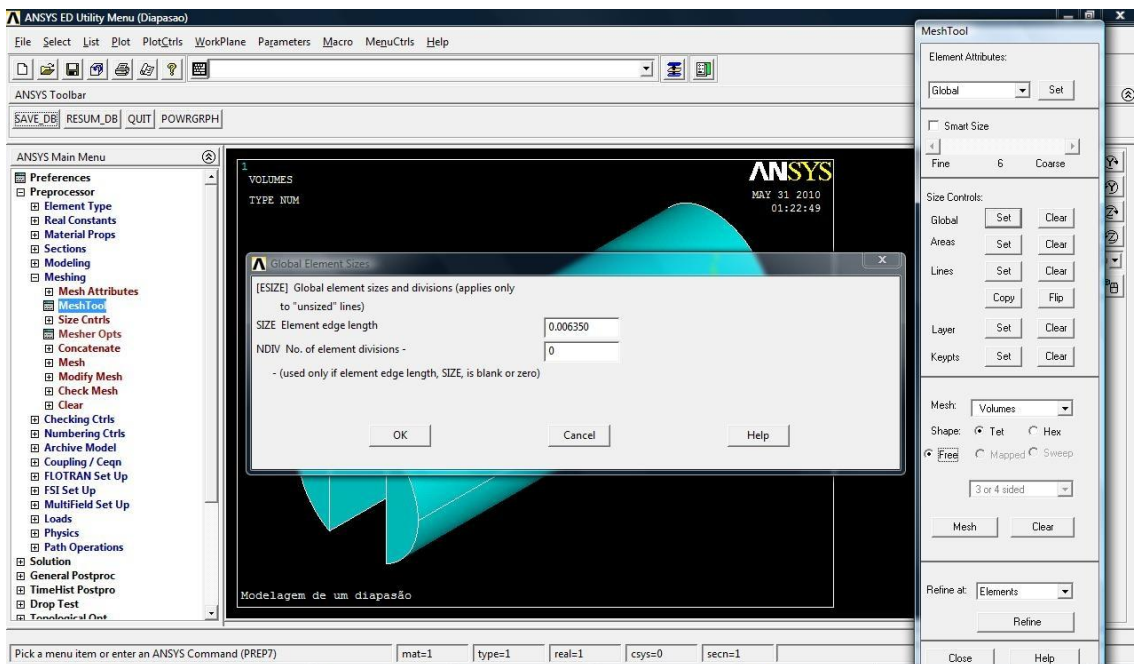 ANSYS ED Utility Menu (Diapasao)
File Select List Plot PlotCtrls WorkPlane Parameters Macro MenuCtrls Help
ANSYS Toolbar
SAVE_DB RESUM_DB QUIT POWRGRPH
ANSYS Main Menu
Preferences
Preprocessor
Element Type
Real Constants
Material Props
Sections
Modeling
Meshing
Mesh Attributes
MeshTool
Size Cntrls
Mesher Opts
Concatenate
Mesh
Modify Mesh
Check Mesh
Clear
Checking Ctrls
Numbering Ctrls
Archive Model
Coupling / Ceqn
FLOTRAN Set Up
FSI Set Up
MultiField Set Up
Loads
Physics
Path Operations
Solution
General Postproc
TimeHist Postpro
Drop Test
Topological Opt
1
VOLUMES
TYPE NUM
ANSYS
MAY 31 2010
01:22:49
Global Element Sizes
[ESIZE] Global element sizes and divisions (applies only
to "unsized" lines)
SIZE Element edge length 0.006350
NDIV No. of element divisions - 0
- (used only if element edge length, SIZE, is blank or zero)
OK Cancel Help
Modelagem de um diapasão
MeshTool
Element Attributes:
Global Set
Smart Size
Fine 6 Coarse
Size Controls:
Global Set Clear
Areas Set Clear
Lines Set Clear
Copy Flip
Layer Set Clear
Keypts Set Clear
Mesh: Volumes
Shape: Tet Hex
Free Mapped Sweep
3 or 4 sided
Mesh Clear
Refine at: Elements
Refine
Close Help
Pick a menu item or enter an ANSYS Command (PREP7) mat=1 type=1 real=1 csys=0 secn=1